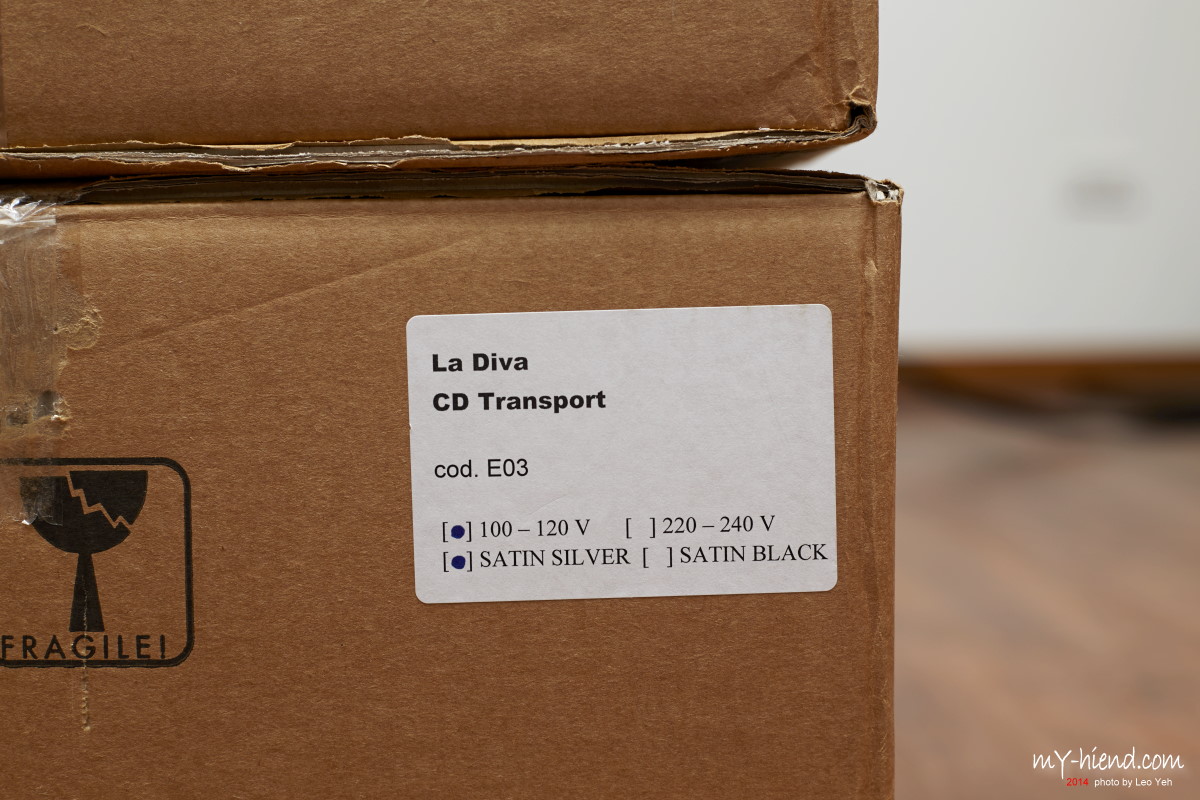 La Diva
CD Transport
cod. E03
[●] 100 – 120 V [ ] 220 – 240 V
[●] SATIN SILVER [ ] SATIN BLACK
FRAGILE!
mY-hiend.com
2014 photo by Leo Yeh